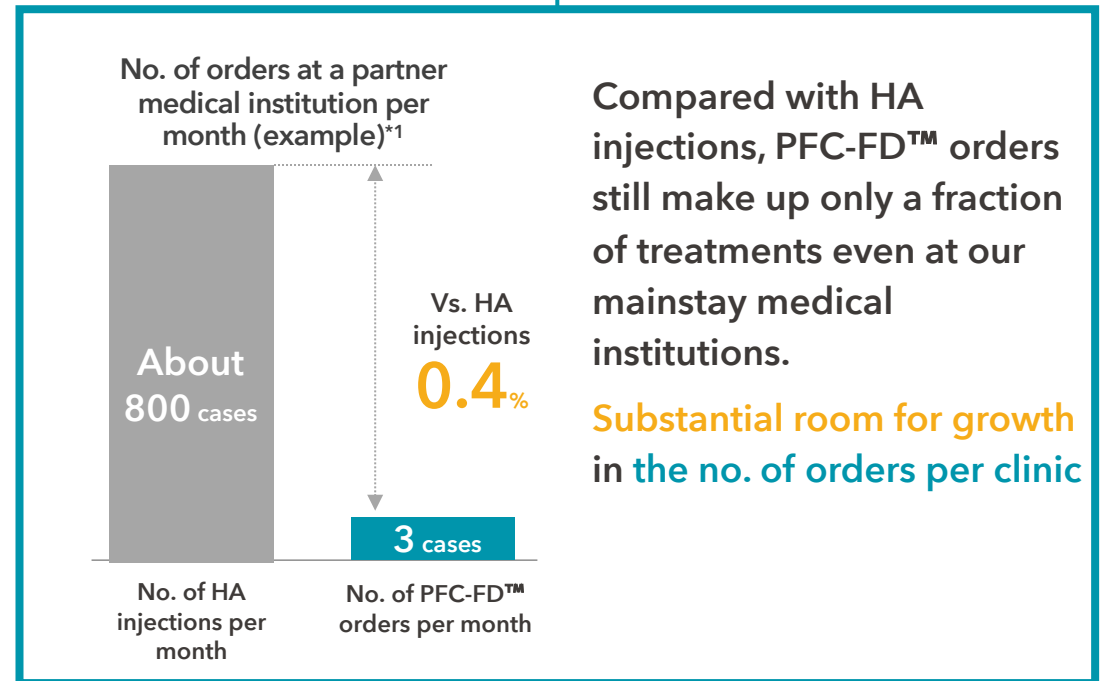 No. of orders at a partner
medical institution per
month (example)*1
About
800 cases
Vs. HA
injections
0.4%
3 cases
No. of HA
injections per
month
No. of PFC-FD™
orders per month
Compared with HA
injections, PFC-FD™ orders
still make up only a fraction
of treatments even at our
mainstay medical
institutions.
Substantial room for growth
in the no. of orders per clinic